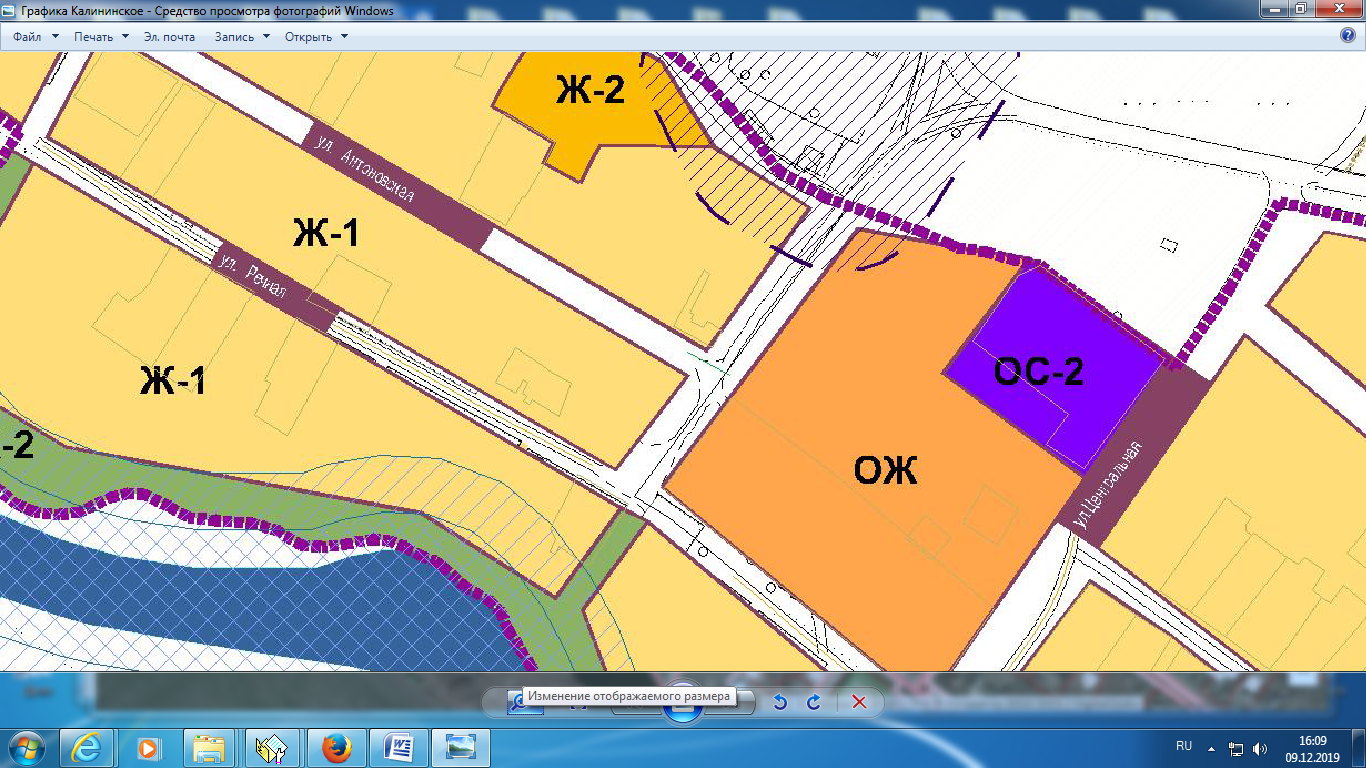 Графика Калининское - Средство просмотра фотографий Windows
Файл Печать Эл. почта Запись Открыть
Ж-2
ул. Антоновская
Ж-1
ул. Речная
Ж-1
ОС-2
-2
ОЖ
ул.Центральная
Изменение отображаемого размера
RU
16:09
09.12.2019